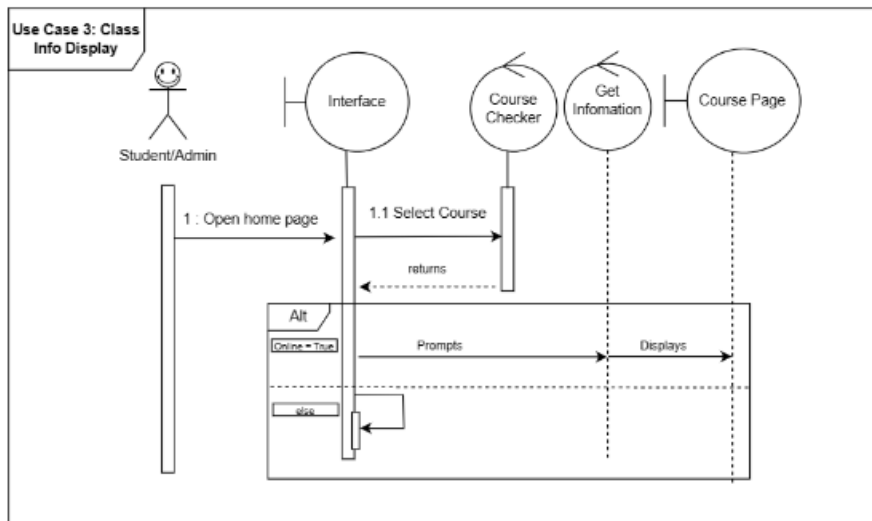 Use Case 3: Class
Info Display
Student/Admin
Interface
Course
Checker
Get
Infomation
Course Page
1 : Open home page
1.1 Select Course
returns
Alt
Online = True
Prompts
Displays
else